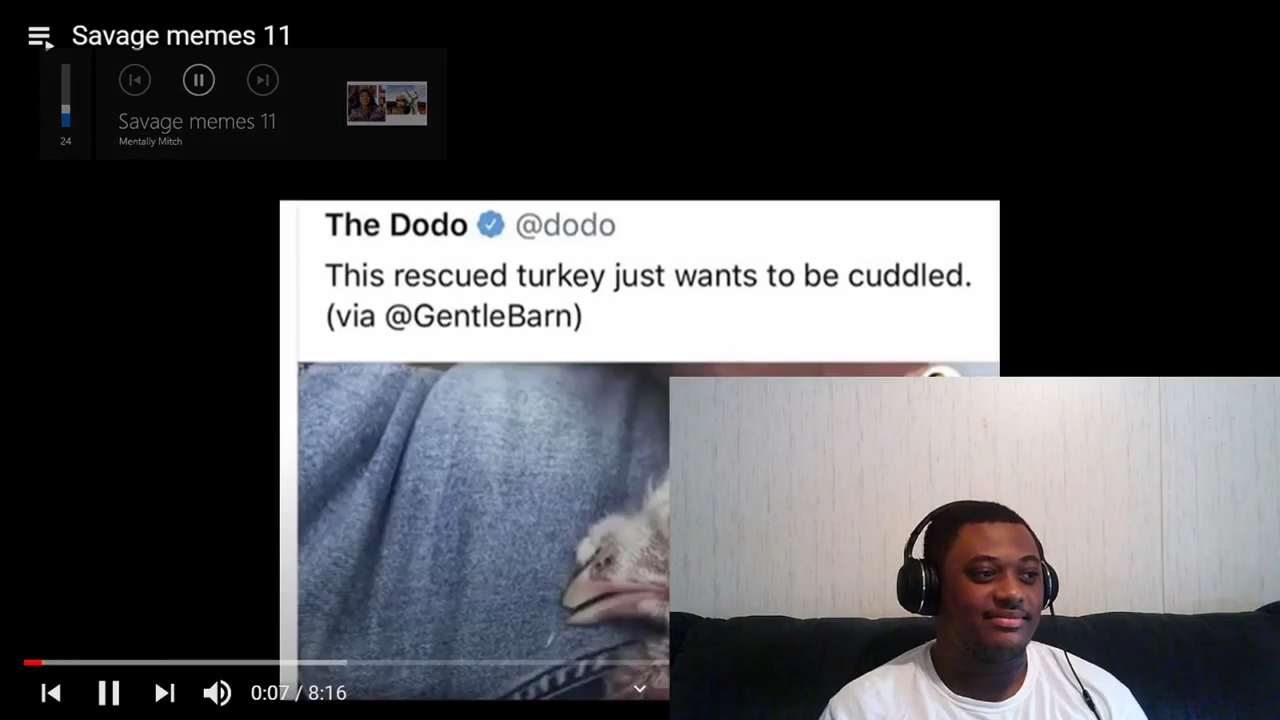 Savage memes 11
Savage memes 11
24
Mentally Mitch
The Dodo @dodo
This rescued turkey just wants to be cuddled.
(via @GentleBarn)
0:07 / 8:16